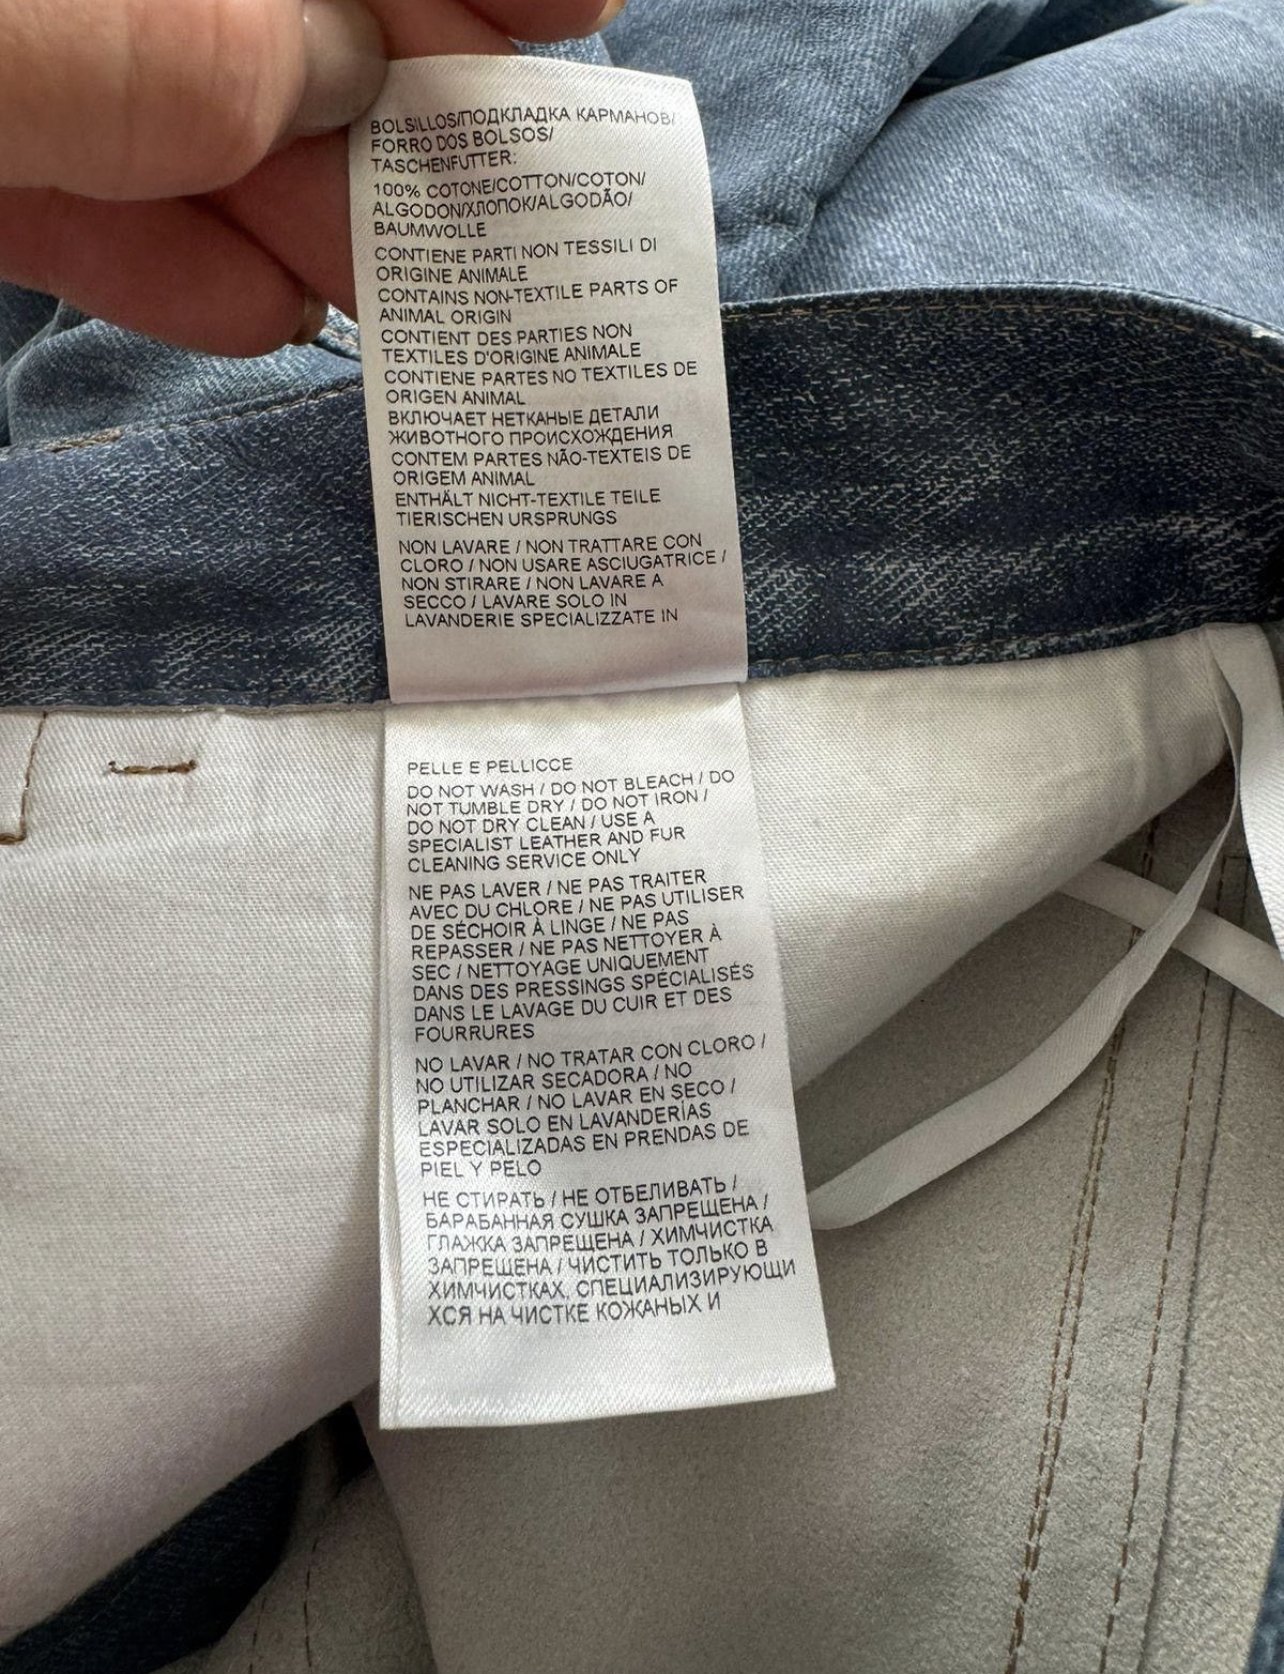 BOLSILLOS/ПОДКЛАДКА КАРМАНОВ/
FORRO DOS BOLSOS/
TASCHENFUTTER:
100% COTONE/COTTON/COTON/
ALGODON/ХЛОПОК/ALGODÃO/
BAUMWOLLE
CONTIENE PARTI NON TESSILI DI
ORIGINE ANIMALE
CONTAINS NON-TEXTILE PARTS OF
ANIMAL ORIGIN
CONTIENT DES PARTIES NON
TEXTILES D'ORIGINE ANIMALE
CONTIENE PARTES NO TEXTILES DE
ORIGEN ANIMAL
ВКЛЮЧАЕТ НЕТКАНЫЕ ДЕТАЛИ
ЖИВОТНОГО ПРОИСХОЖДЕНИЯ
CONTEM PARTES NÃO-TEXTEIS DE
ORIGEM ANIMAL
ENTHÄLT NICHT-TEXTILE TEILE
TIERISCHEN URSPRUNGS
NON LAVARE / NON TRATTARE CON
CLORO / NON USARE ASCIUGATRICE /
NON STIRARE / NON LAVARE A
SECCO / LAVARE SOLO IN
LAVANDERIE SPECIALIZZATE IN
PELLE E PELLICCE
DO NOT WASH / DO NOT BLEACH / DO
NOT TUMBLE DRY / DO NOT IRON /
DO NOT DRY CLEAN / USE A
SPECIALIST LEATHER AND FUR
CLEANING SERVICE ONLY
NE PAS LAVER / NE PAS TRAITER
AVEC DU CHLORE / NE PAS UTILISER
DE SÉCHOIR À LINGE / NE PAS
REPASSER / NE PAS NETTOYER À
SEC / NETTOYAGE UNIQUEMENT
DANS DES PRESSINGS SPÉCIALISÉS
DANS LE LAVAGE DU CUIR ET DES
FOURRURES
NO LAVAR / NO TRATAR CON CLORO /
NO UTILIZAR SECADORA / NO
PLANCHAR / NO LAVAR EN SECO /
LAVAR SOLO EN LAVANDERÍAS
ESPECIALIZADAS EN PRENDAS DE
PIEL Y PELO
НЕ СТИРАТЬ / НЕ ОТБЕЛИВАТЬ /
БАРАБАННАЯ СУШКА ЗАПРЕЩЕНА /
ГЛАЖКА ЗАПРЕЩЕНА / ХИМЧИСТКА
ЗАПРЕЩЕНА / ЧИСТИТЬ ТОЛЬКО В
ХИМЧИСТКАХ, СПЕЦИАЛИЗИРУЮЩИ
ХСЯ НА ЧИСТКЕ КОЖАНЫХ И